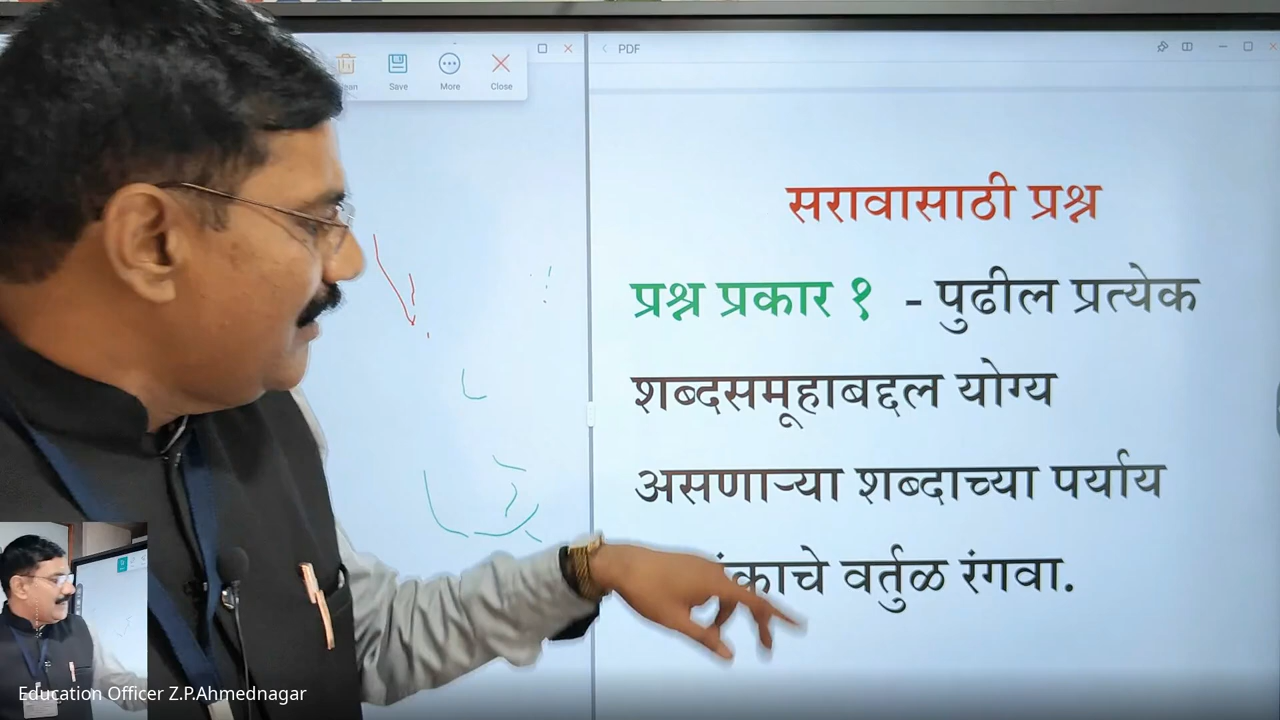 Save
More
Close
PDF
सरावासाठी प्रश्न
प्रश्न प्रकार १ - पुढील प्रत्येक
शब्दसमूहाबद्दल योग्य
असणाऱ्या शब्दाच्या पर्याय
वर्तुळ रंगवा.
Education Officer Z.P.Ahmednagar